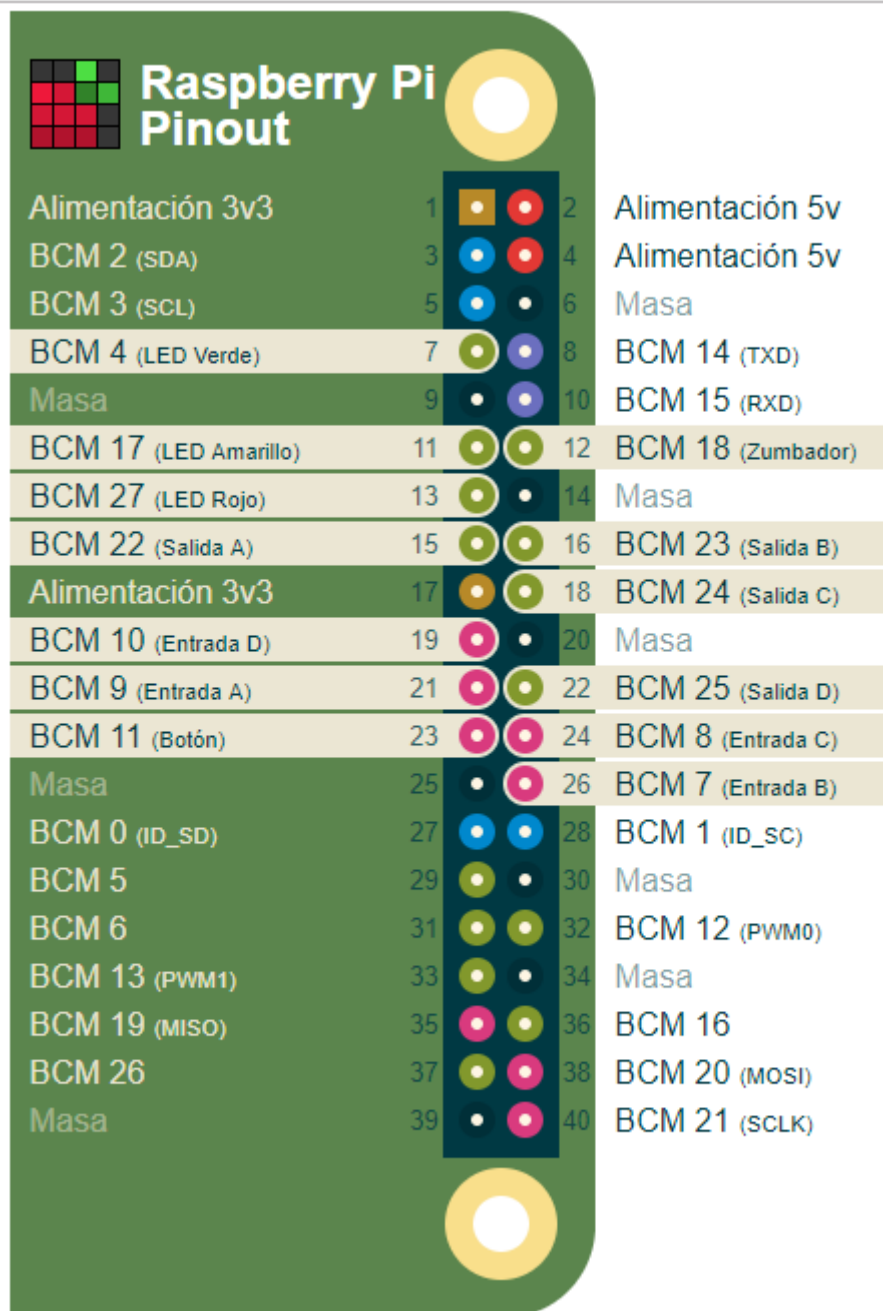 Raspberry Pi
Pinout
Alimentación 3v3 1 2 Alimentación 5v
BCM 2 (SDA) 3 4 Alimentación 5v
BCM 3 (SCL) 5 6 Masa
BCM 4 (LED Verde) 7 8 BCM 14 (TXD)
Masa 9 10 BCM 15 (RXD)
BCM 17 (LED Amarillo) 11 12 BCM 18 (Zumbador)
BCM 27 (LED Rojo) 13 14 Masa
BCM 22 (Salida A) 15 16 BCM 23 (Salida B)
Alimentación 3v3 17 18 BCM 24 (Salida C)
BCM 10 (Entrada D) 19 20 Masa
BCM 9 (Entrada A) 21 22 BCM 25 (Salida D)
BCM 11 (Botón) 23 24 BCM 8 (Entrada C)
Masa 25 26 BCM 7 (Entrada B)
BCM 0 (ID_SD) 27 28 BCM 1 (ID_SC)
BCM 5 29 30 Masa
BCM 6 31 32 BCM 12 (PWM0)
BCM 13 (PWM1) 33 34 Masa
BCM 19 (MISO) 35 36 BCM 16
BCM 26 37 38 BCM 20 (MOSI)
Masa 39 40 BCM 21 (SCLK)